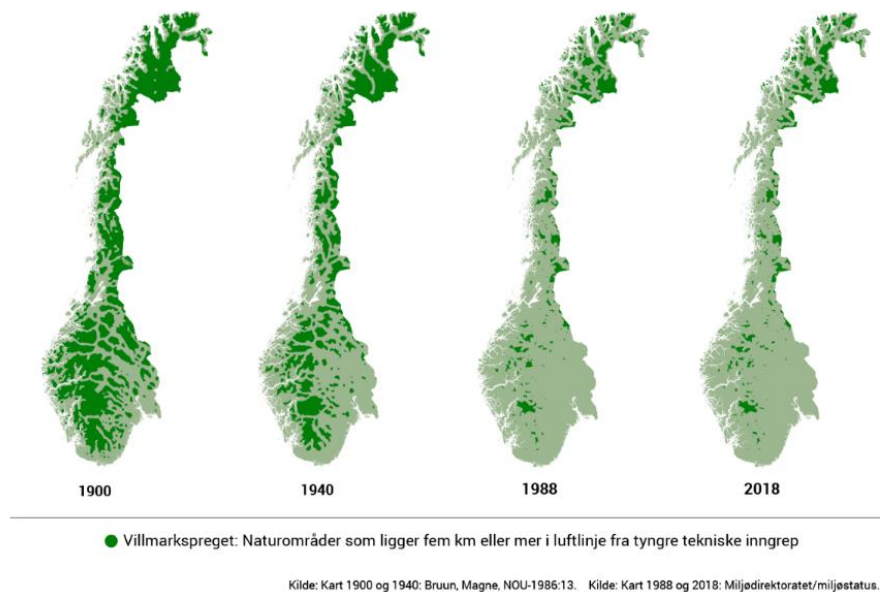 1900
1940
1988
2018
Villmarkspreget: Naturområder som ligger fem km eller mer i luftlinje fra tyngre tekniske inngrep
Kilde: Kart 1900 og 1940: Bruun, Magne, NOU-1986:13. Kilde: Kart 1988 og 2018: Miljødirektoratet/miljøstatus.